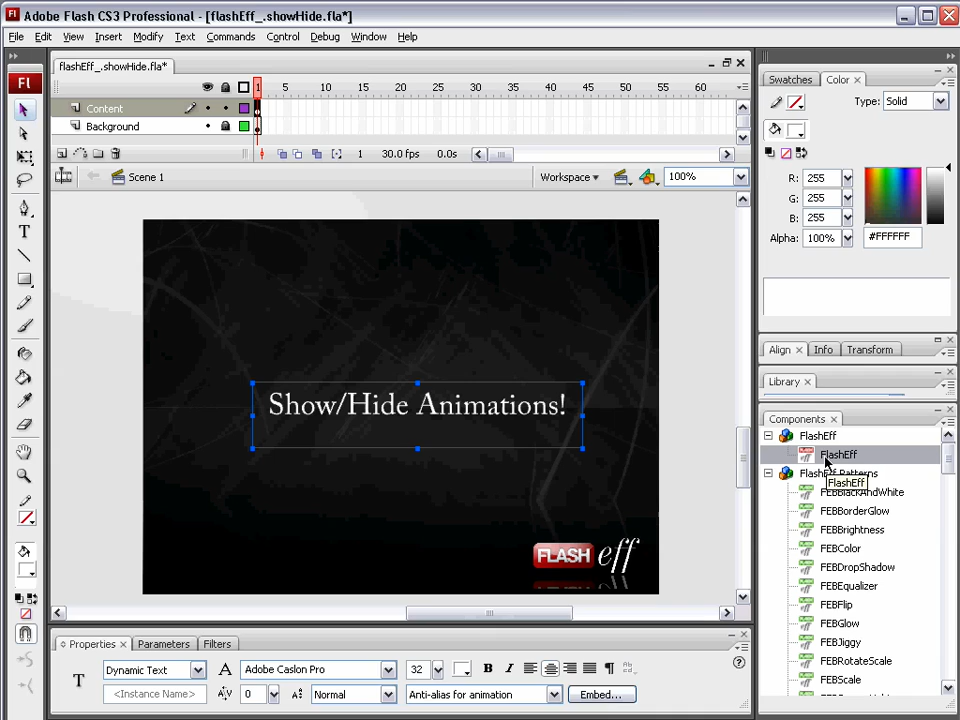 Adobe Flash CS3 Professional - [flashEff_.showHide.fla*]
File Edit View Insert Modify Text Commands Control Debug Window Help
flashEff_.showHide.fla*
Fl
1 5 10 15 20 25 30 35 40 45 50 55 60
Content
Background
1 30.0 fps 0.0s
Scene 1
Workspace
100%
Show/Hide Animations!
FLASH eff
Swatches Color
Type: Solid
R: 255
G: 255
B: 255
Alpha: 100%
#FFFFFF
Align Info Transform
Library
Components
FlashEff
FlashEff
FlashEff Patterns
FlashEff
FEBBlackAndWhite
FEBBorderGlow
FEBBrightness
FEBColor
FEBDropShadow
FEBEqualizer
FEBFlip
FEBGlow
FEBJiggy
FEBRotateScale
FEBScale
Properties Parameters Filters
T
Dynamic Text
A
Adobe Caslon Pro
32
B I
<Instance Name>
AV
0
Normal
Anti-alias for animation
Embed...